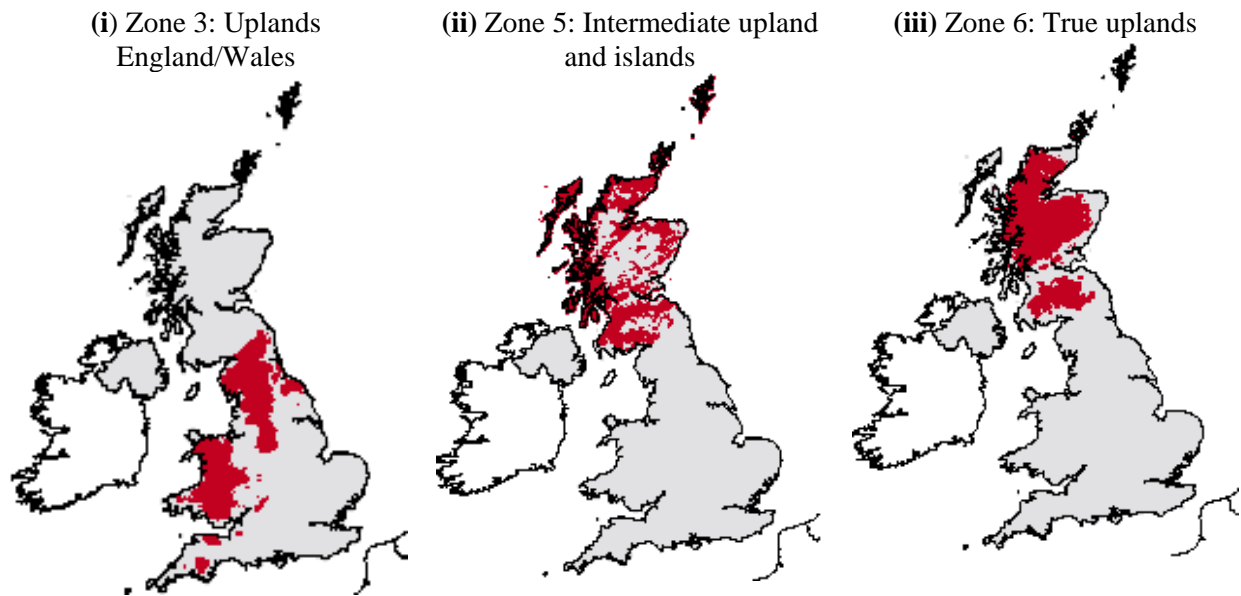 (i) Zone 3: Uplands
England/Wales
(ii) Zone 5: Intermediate upland
and islands
(iii) Zone 6: True uplands